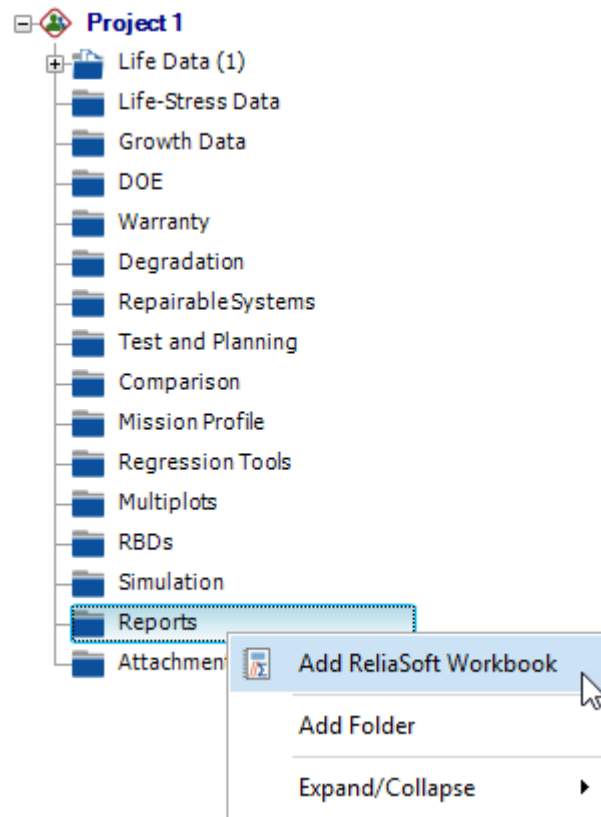 Project 1
Life Data (1)
Life-Stress Data
Growth Data
DOE
Warranty
Degradation
Repairable Systems
Test and Planning
Comparison
Mission Profile
Regression Tools
Multiplots
RBDs
Simulation
Reports
Attachment
Add ReliaSoft Workbook
Add Folder
Expand/Collapse